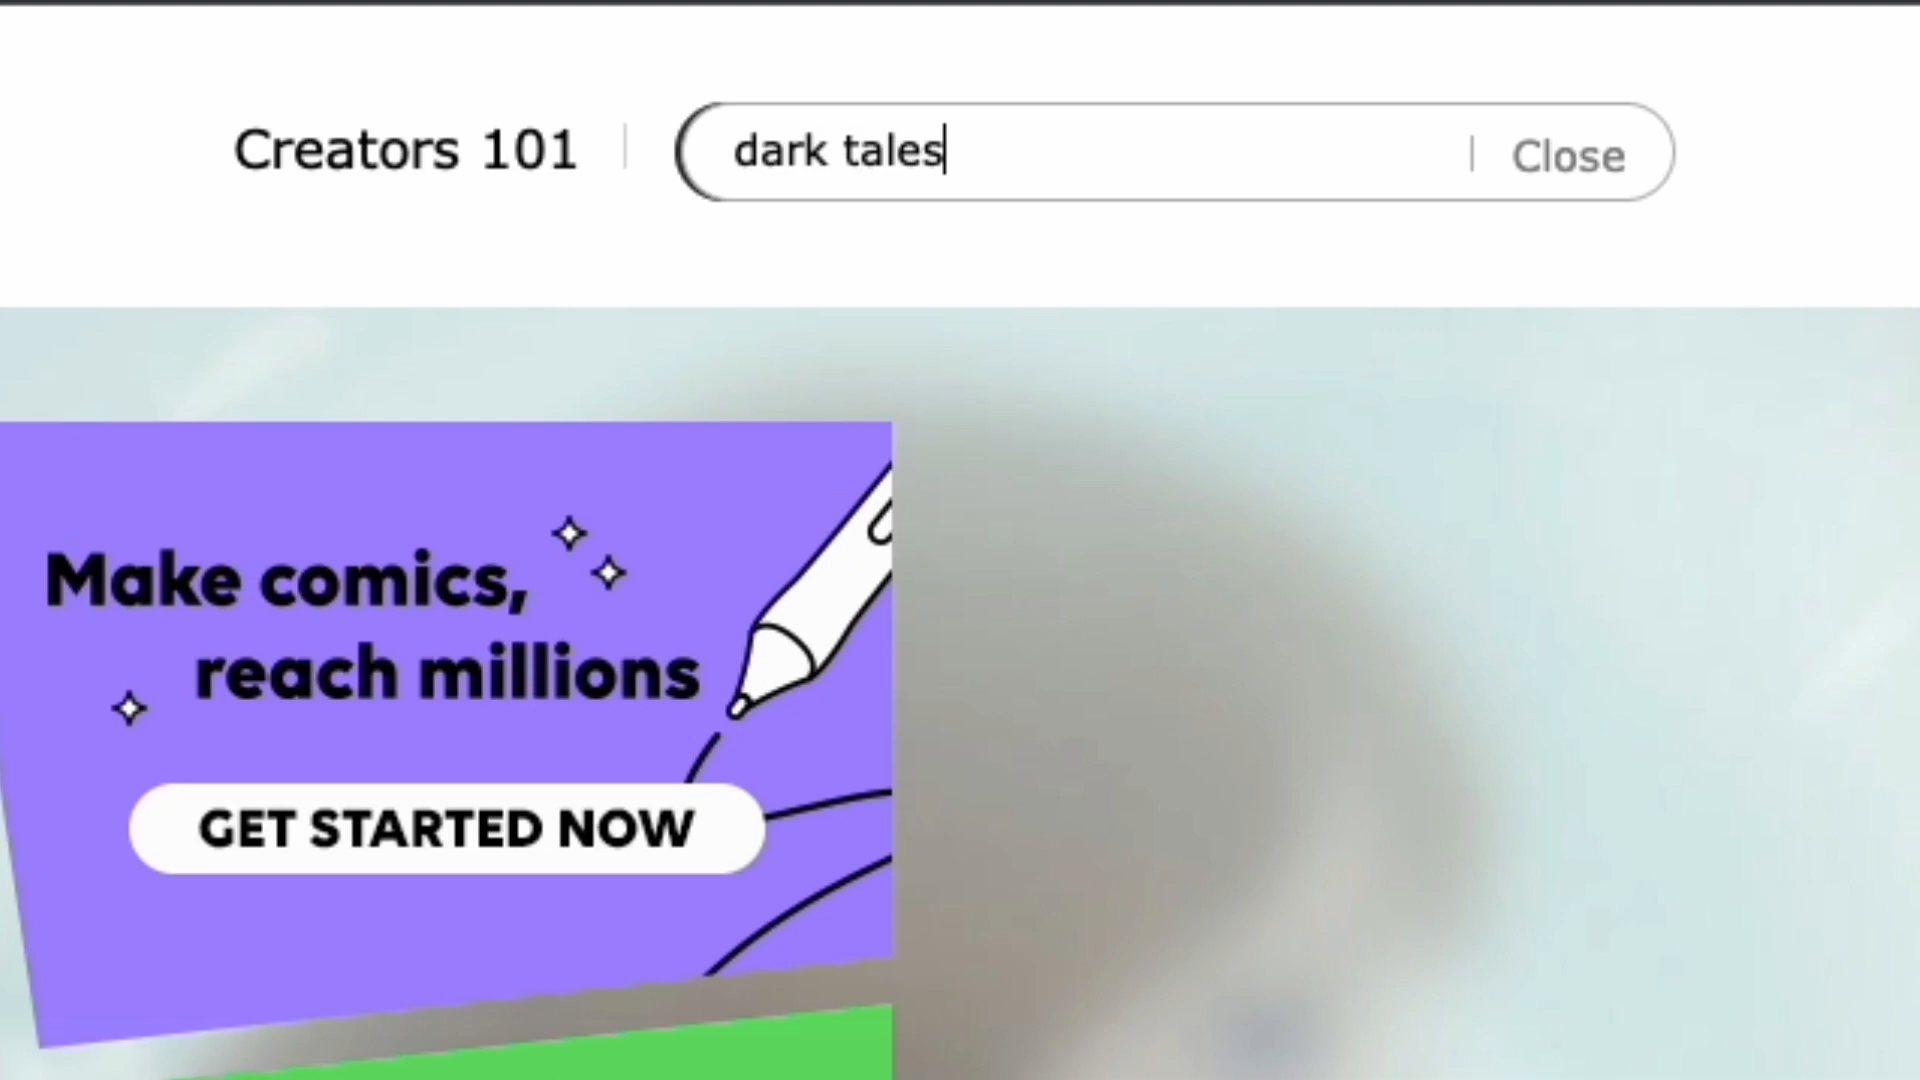 Creators 101
dark tales
Close
Make comics,
reach millions
GET STARTED NOW